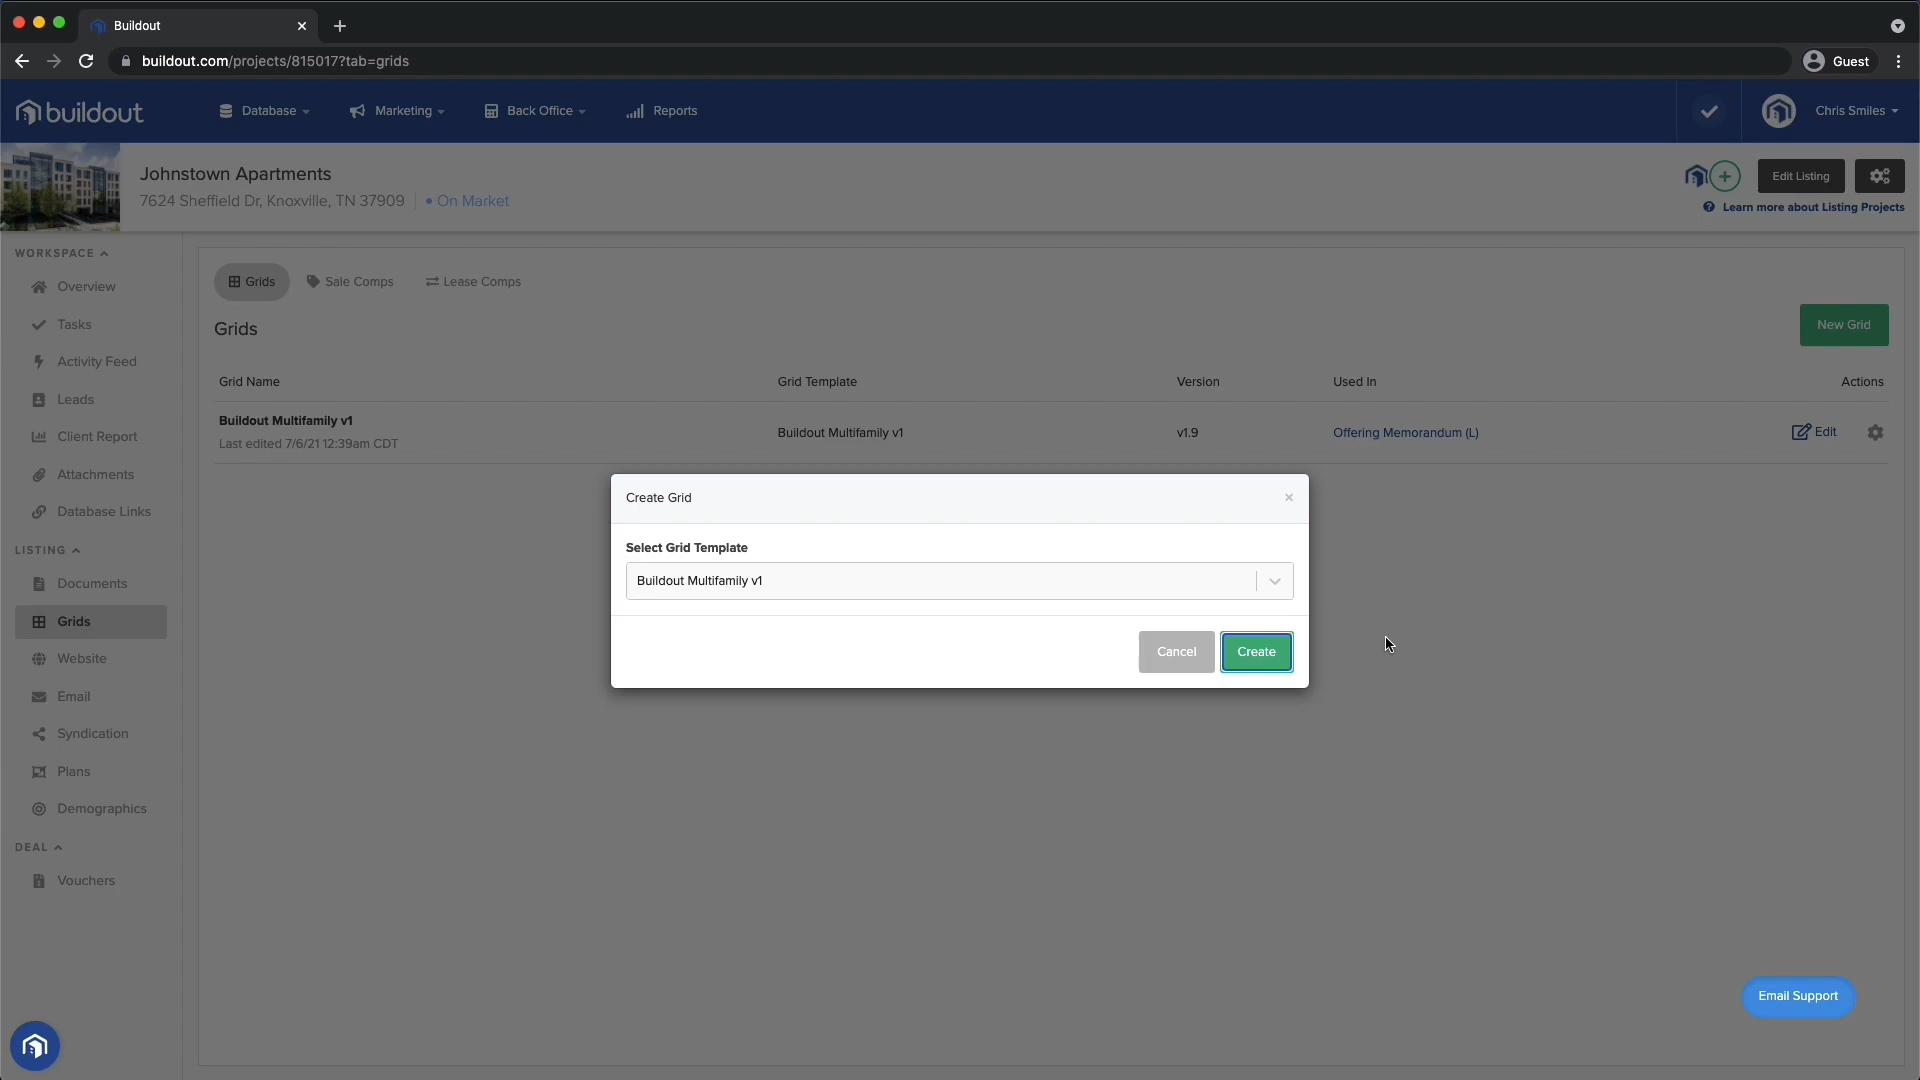 Buildout
buildout.com/projects/815017?tab=grids
Guest
buildout
Database
Marketing
Back Office
Reports
Chris Smiles
Johnstown Apartments
7624 Sheffield Dr, Knoxville, TN 37909
On Market
Edit Listing
Learn more about Listing Projects
WORKSPACE
Overview
Tasks
Activity Feed
Leads
Client Report
Attachments
Database Links
LISTING
Documents
Grids
Website
Email
Syndication
Plans
Demographics
DEAL
Vouchers
Grids
Sale Comps
Lease Comps
Grids
New Grid
Grid Name
Grid Template
Version
Used In
Actions
Buildout Multifamily v1
Last edited 7/6/21 12:39am CDT
Buildout Multifamily v1
v1.9
Offering Memorandum (L)
Edit
Create Grid
Select Grid Template
Buildout Multifamily v1
Cancel
Create
Email Support